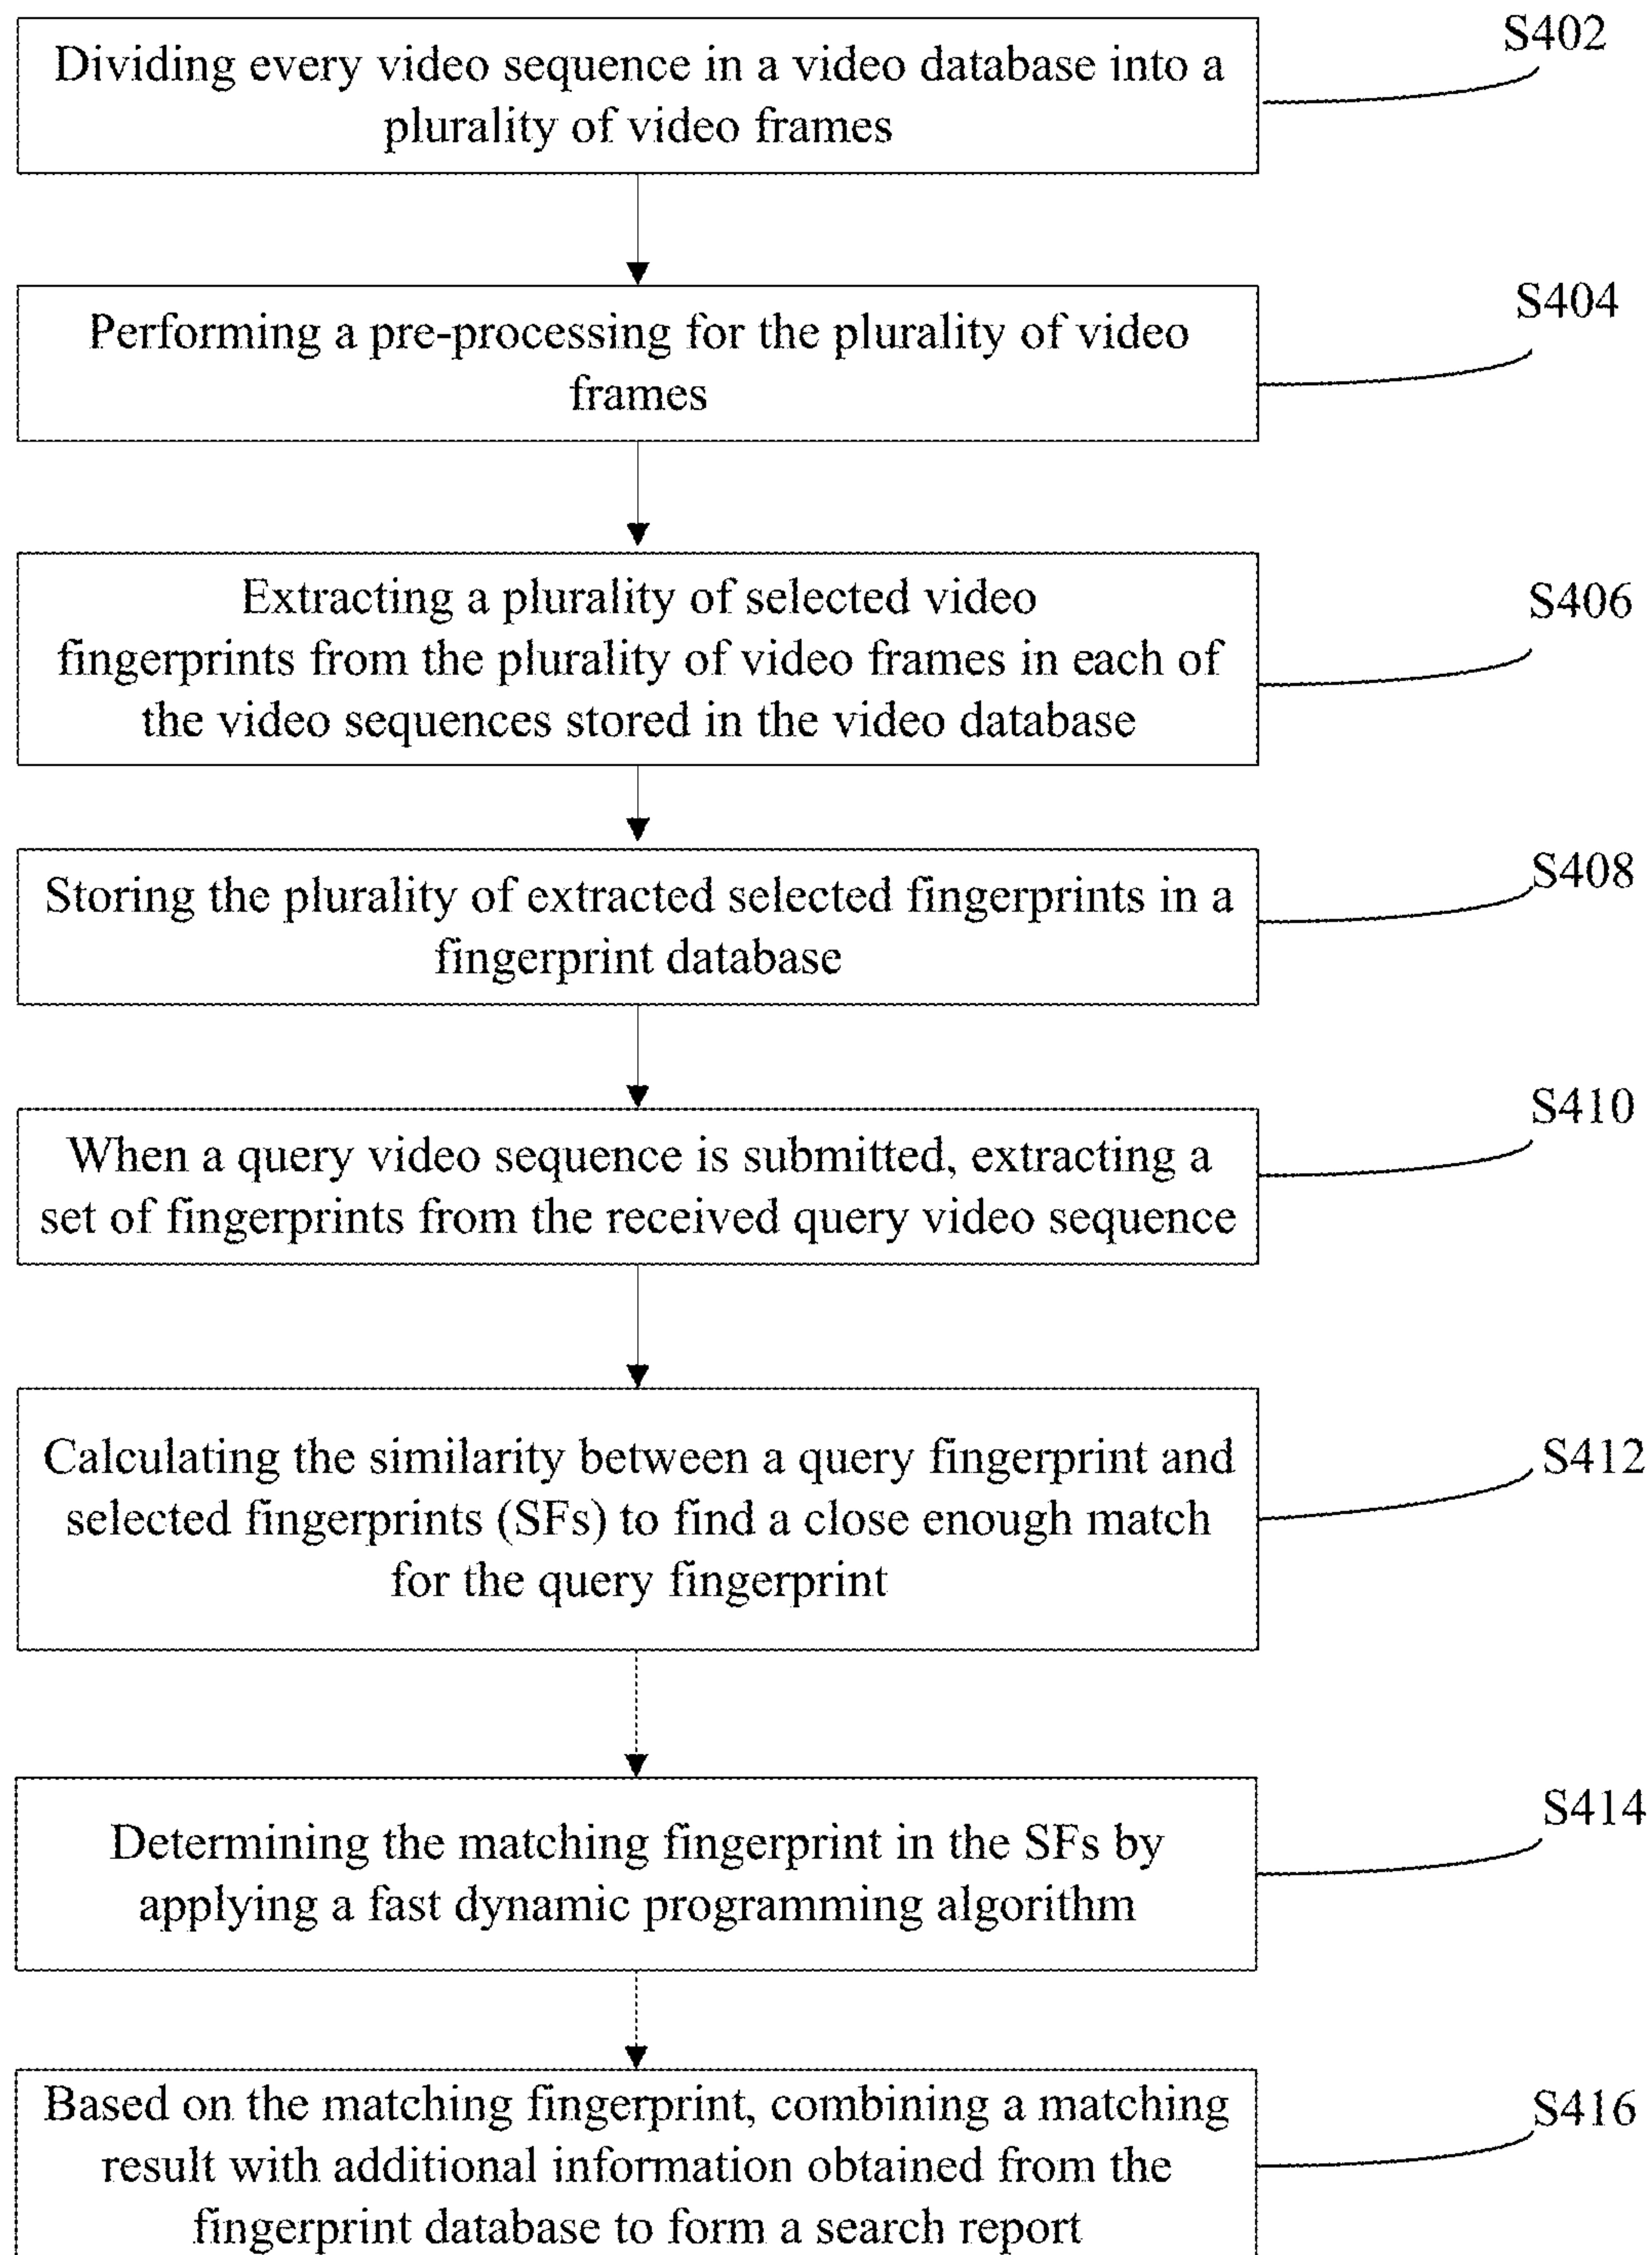 S402
Dividing every video sequence in a video database into a
plurality of video frames
S404
Performing a pre-processing for the plurality of video
frames
S406
Extracting a plurality of selected video
fingerprints from the plurality of video frames in each of
the video sequences stored in the video database
S408
Storing the plurality of extracted selected fingerprints in a
fingerprint database
S410
When a query video sequence is submitted, extracting a
set of fingerprints from the received query video sequence
S412
Calculating the similarity between a query fingerprint and
selected fingerprints (SFs) to find a close enough match
for the query fingerprint
S414
Determining the matching fingerprint in the SFs by
applying a fast dynamic programming algorithm
S416
Based on the matching fingerprint, combining a matching
result with additional information obtained from the
fingerprint database to form a search report